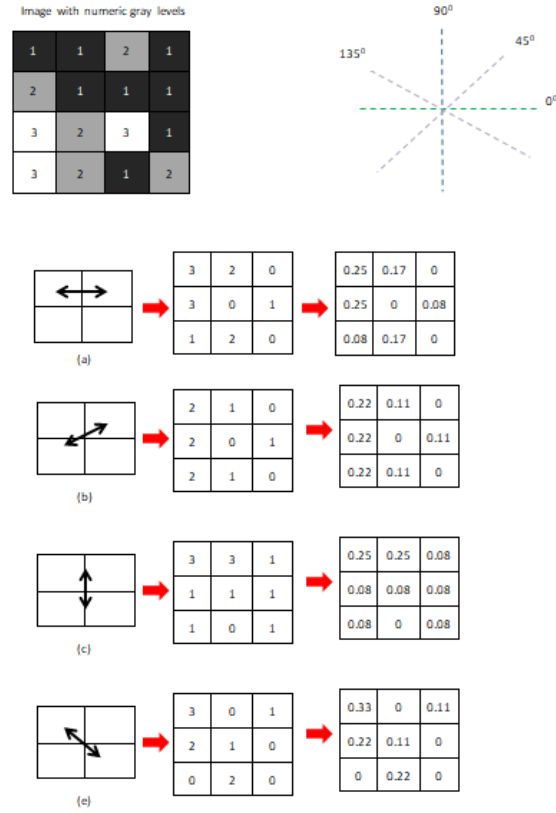 Image with numeric gray levels
90⁰
45⁰
135⁰
0⁰
1 1 2 1
2 1 1 1
3 2 3 1
3 2 1 2
3 2 0
3 0 1
1 2 0
0.25 0.17 0
0.25 0 0.08
0.08 0.17 0
(a)
2 1 0
2 0 1
2 1 0
0.22 0.11 0
0.22 0 0.11
0.22 0.11 0
(b)
3 3 1
1 1 1
1 0 1
0.25 0.25 0.08
0.08 0.08 0.08
0.08 0 0.08
(c)
3 0 1
2 1 0
0 2 0
0.33 0 0.11
0.22 0.11 0
0 0.22 0
(e)